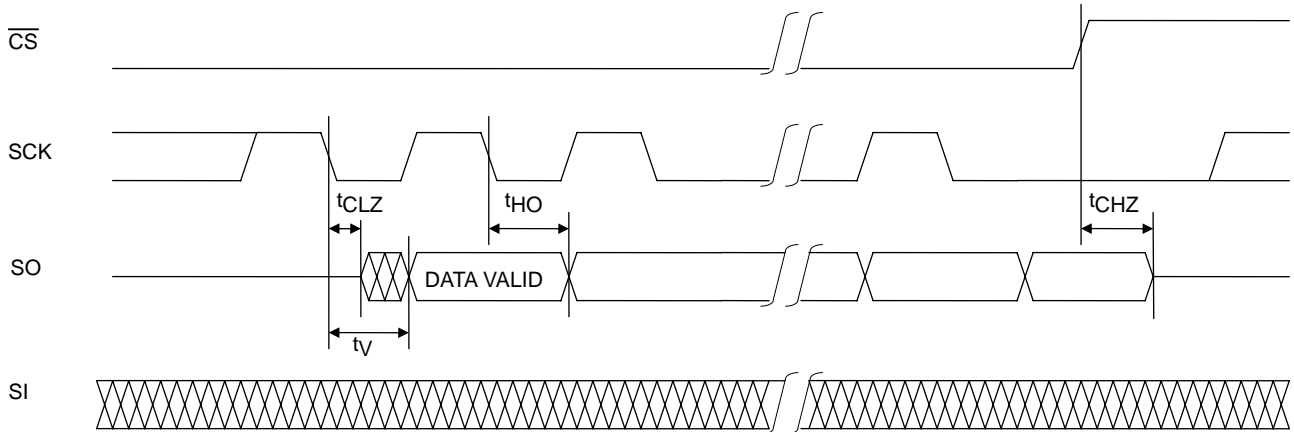 CS
SCK
tCLZ
tHO
tCHZ
SO
DATA VALID
tV
SI